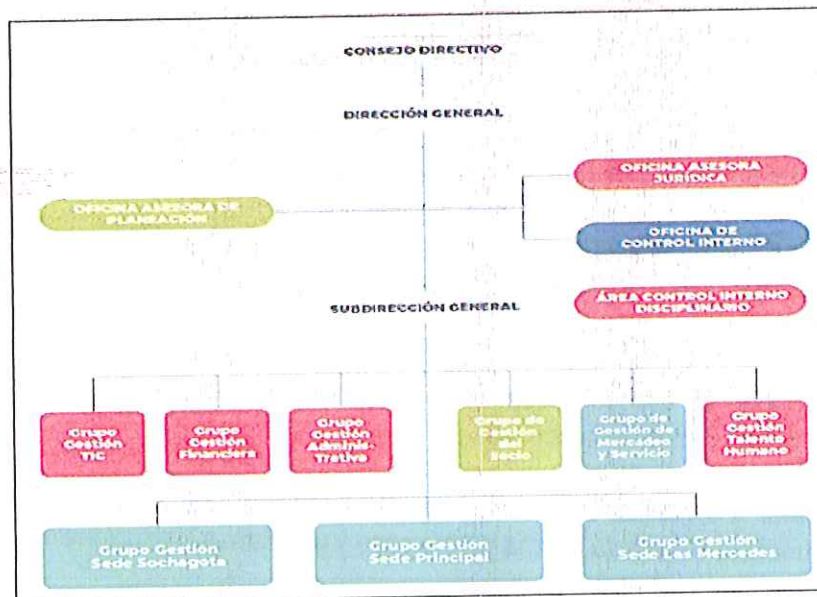 CONSEJO DIRECTIVO
DIRECCIÓN GENERAL
OFICINA ASESORA
JURÍDICA
OFICINA ASESORA DE
PLANEACIÓN
OFICINA DE
CONTROL INTERNO
SUBDIRECCIÓN GENERAL
ÁREA CONTROL INTERNO
DISCIPLINARIO
Grupo
Gestión
TIC
Grupo
Gestión
Financiera
Grupo
Gestión
Adminis-
trativa
Grupo de
Gestión
del
Socio
Grupo de
Gestión de
Mercadeo
y Servicio
Grupo
Gestión
Talento
Humano
Grupo Gestión
Sede Sochagota
Grupo Gestión
Sede Principal
Grupo Gestión
Sede Las Mercedes